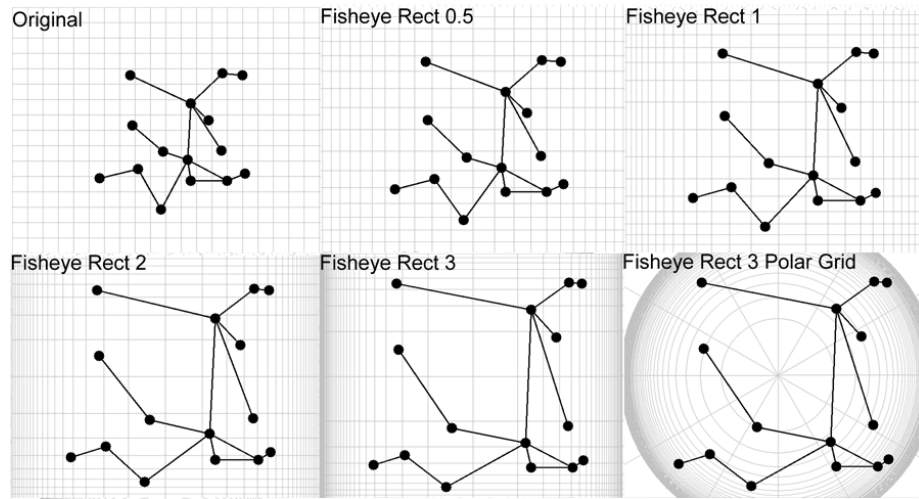 Original
Fisheye Rect 0.5
Fisheye Rect 1
Fisheye Rect 2
Fisheye Rect 3
Fisheye Rect 3 Polar Grid